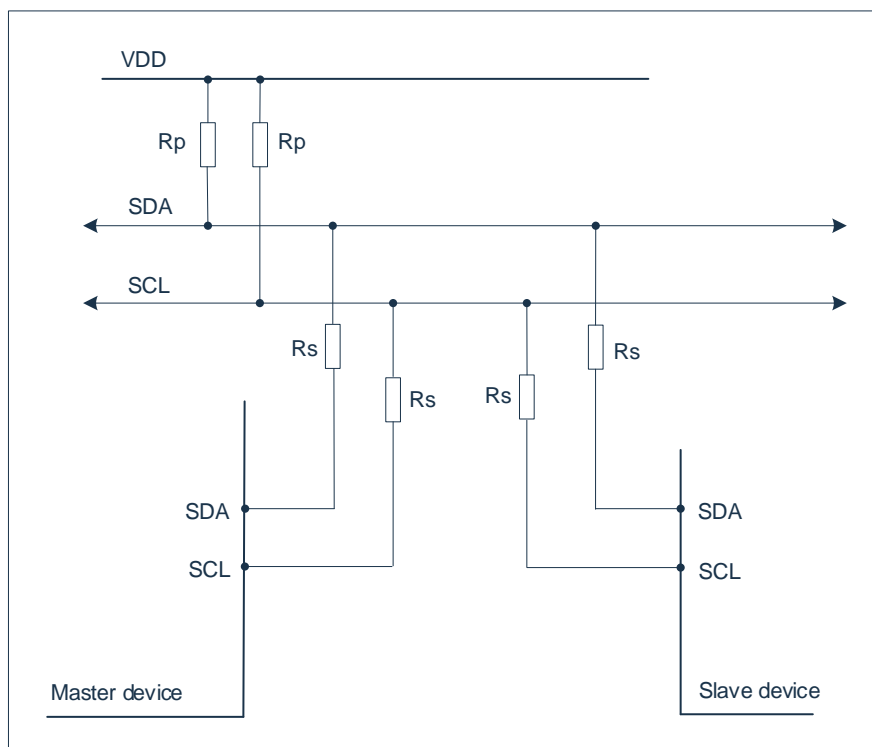 VDD
Rp
Rp
SDA
SCL
Rs
Rs
Rs
Rs
SDA
SDA
SCL
SCL
Master device
Slave device